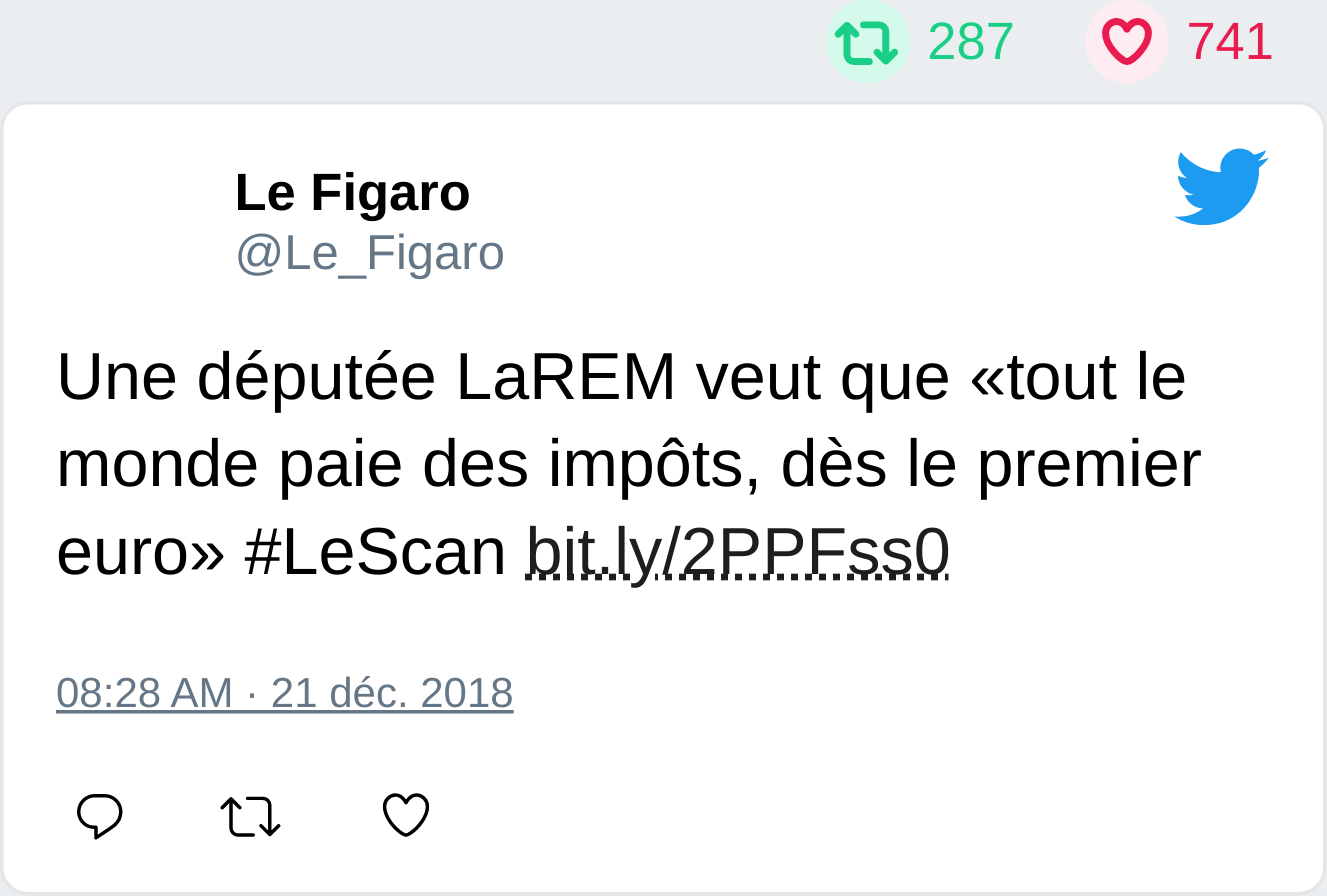 287 741
Le Figaro
@Le_Figaro
Une députée LaREM veut que «tout le
monde paie des impôts, dès le premier
euro» #LeScan bit.ly/2PPFss0
08:28 AM · 21 déc. 2018